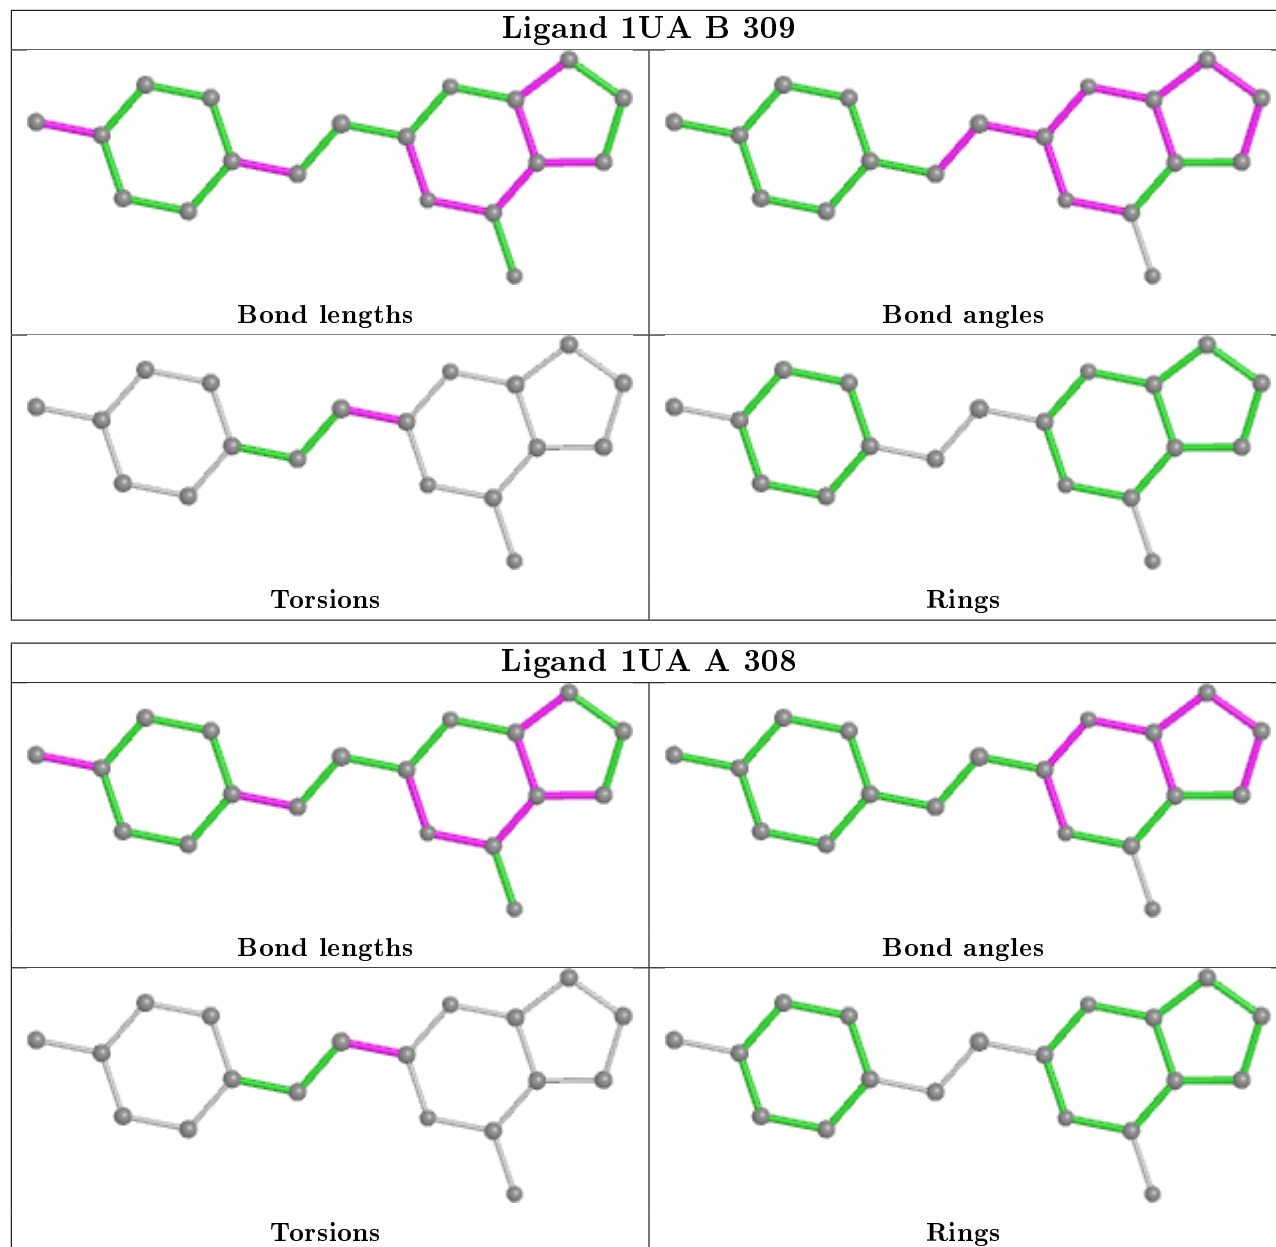 Ligand 1UA B 309
Bond lengths
Bond angles
Torsions
Rings
Ligand 1UA A 308
Bond lengths
Bond angles
Torsions
Rings